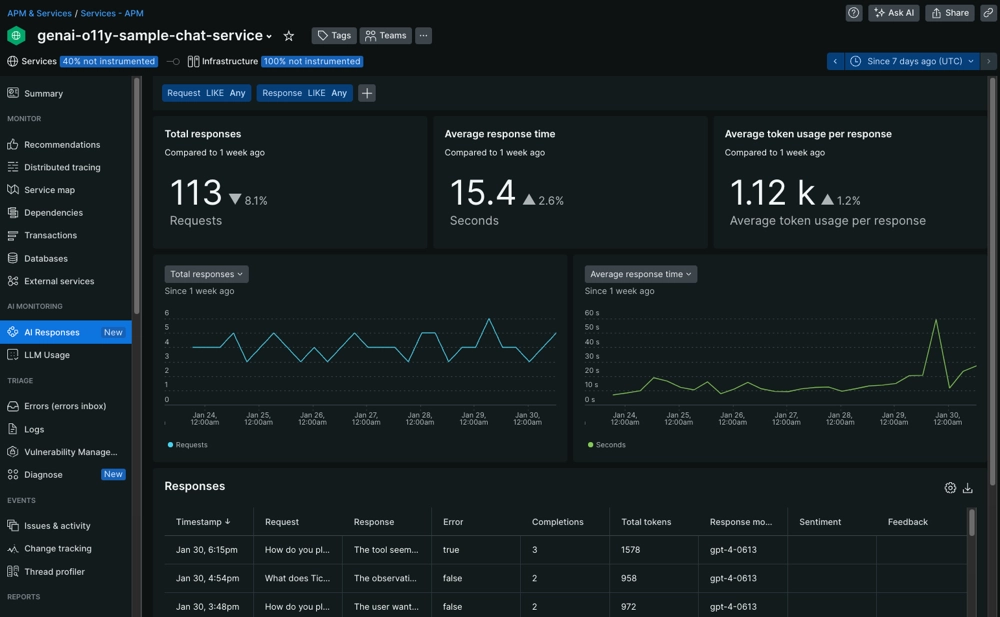 APM & Services / Services - APM
Ask AI
Share
genai-o11y-sample-chat-service
Tags
Teams
Services 40% not instrumented
Infrastructure 100% not instrumented
Since 7 days ago (UTC)
Summary
MONITOR
Recommendations
Distributed tracing
Service map
Dependencies
Transactions
Databases
External services
AI MONITORING
AI Responses New
LLM Usage
TRIAGE
Errors (errors inbox)
Logs
Vulnerability Manage...
Diagnose New
EVENTS
Issues & activity
Change tracking
Thread profiler
REPORTS
Request LIKE Any
Response LIKE Any
Total responses
Compared to 1 week ago
113 8.1%
Requests
Average response time
Compared to 1 week ago
15.4 2.6%
Seconds
Average token usage per response
Compared to 1 week ago
1.12 k 1.2%
Average token usage per response
Total responses
Since 1 week ago
6
5
4
3
2
1
0
Jan 24, 12:00am
Jan 25, 12:00am
Jan 26, 12:00am
Jan 27, 12:00am
Jan 28, 12:00am
Jan 29, 12:00am
Jan 30, 12:00am
Requests
Average response time
Since 1 week ago
60 s
50 s
40 s
30 s
20 s
10 s
0 s
Jan 24, 12:00am
Jan 25, 12:00am
Jan 26, 12:00am
Jan 27, 12:00am
Jan 28, 12:00am
Jan 29, 12:00am
Jan 30, 12:00am
Seconds
Responses
Timestamp Request Response Error Completions Total tokens Response mo... Sentiment Feedback
Jan 30, 6:15pm How do you pl... The tool seem... true 3 1578 gpt-4-0613
Jan 30, 4:54pm What does Tic... The observati... false 2 958 gpt-4-0613
Jan 30, 3:48pm How do you pl... The user want... false 2 972 gpt-4-0613